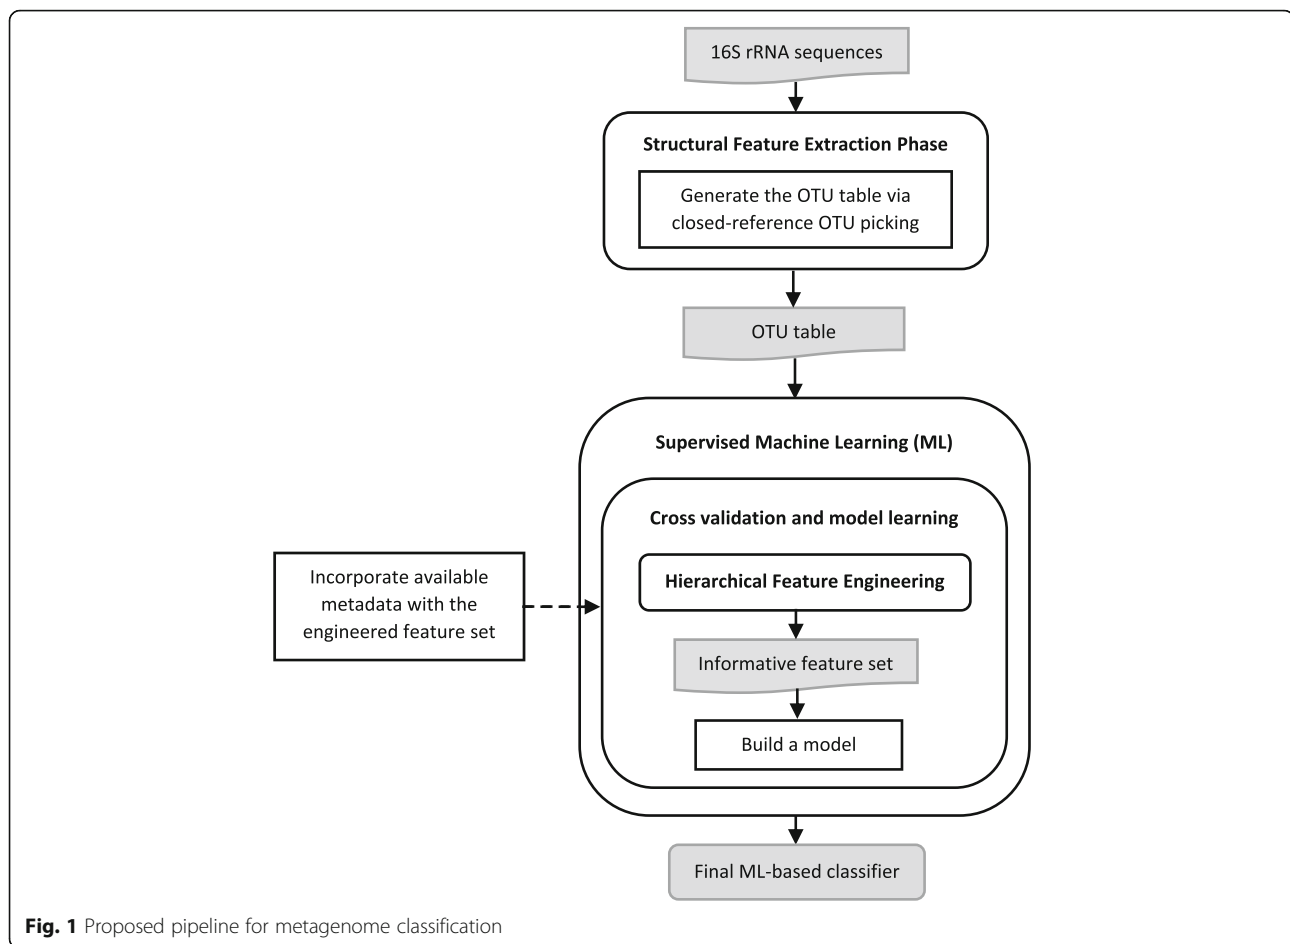 16S rRNA sequences
Structural Feature Extraction Phase
Generate the OTU table via
closed-reference OTU picking
OTU table
Supervised Machine Learning (ML)
Cross validation and model learning
Hierarchical Feature Engineering
Incorporate available
metadata with the
engineered feature set
Informative feature set
Build a model
Final ML-based classifier
Fig. 1 Proposed pipeline for metagenome classification